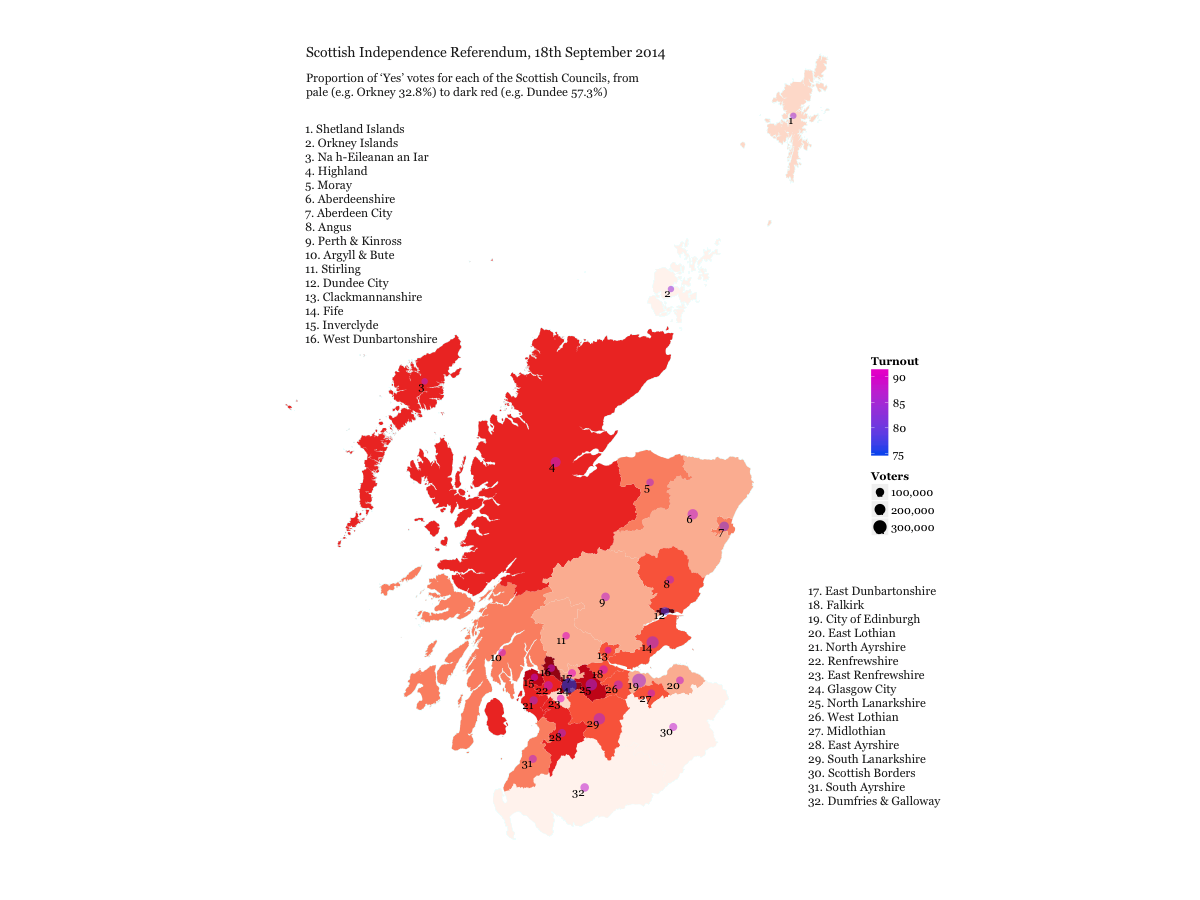 Scottish Independence Referendum, 18th September 2014
Proportion of ‘Yes’ votes for each of the Scottish Councils, from
pale (e.g. Orkney 32.8%) to dark red (e.g. Dundee 57.3%)
1. Shetland Islands
2. Orkney Islands
3. Na h-Eileanan an Iar
4. Highland
5. Moray
6. Aberdeenshire
7. Aberdeen City
8. Angus
9. Perth & Kinross
10. Argyll & Bute
11. Stirling
12. Dundee City
13. Clackmannanshire
14. Fife
15. Inverclyde
16. West Dunbartonshire
1
2
3
4
5
6
7
8
9
12
11
14
13
10
16
17
18
15
22
24
25
26
19
20
21
23
27
29
28
30
31
32
Turnout
90
85
80
75
Voters
100,000
200,000
300,000
17. East Dunbartonshire
18. Falkirk
19. City of Edinburgh
20. East Lothian
21. North Ayrshire
22. Renfrewshire
23. East Renfrewshire
24. Glasgow City
25. North Lanarkshire
26. West Lothian
27. Midlothian
28. East Ayrshire
29. South Lanarkshire
30. Scottish Borders
31. South Ayrshire
32. Dumfries & Galloway